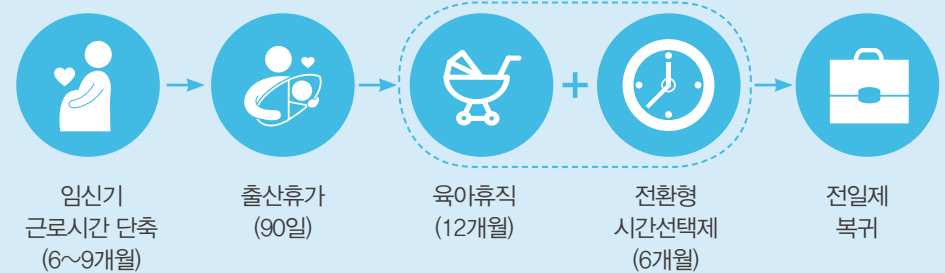 임신기
근로시간 단축
(6~9개월)
출산휴가
(90일)
육아휴직
(12개월)
+
전환형
시간선택제
(6개월)
전일제
복귀